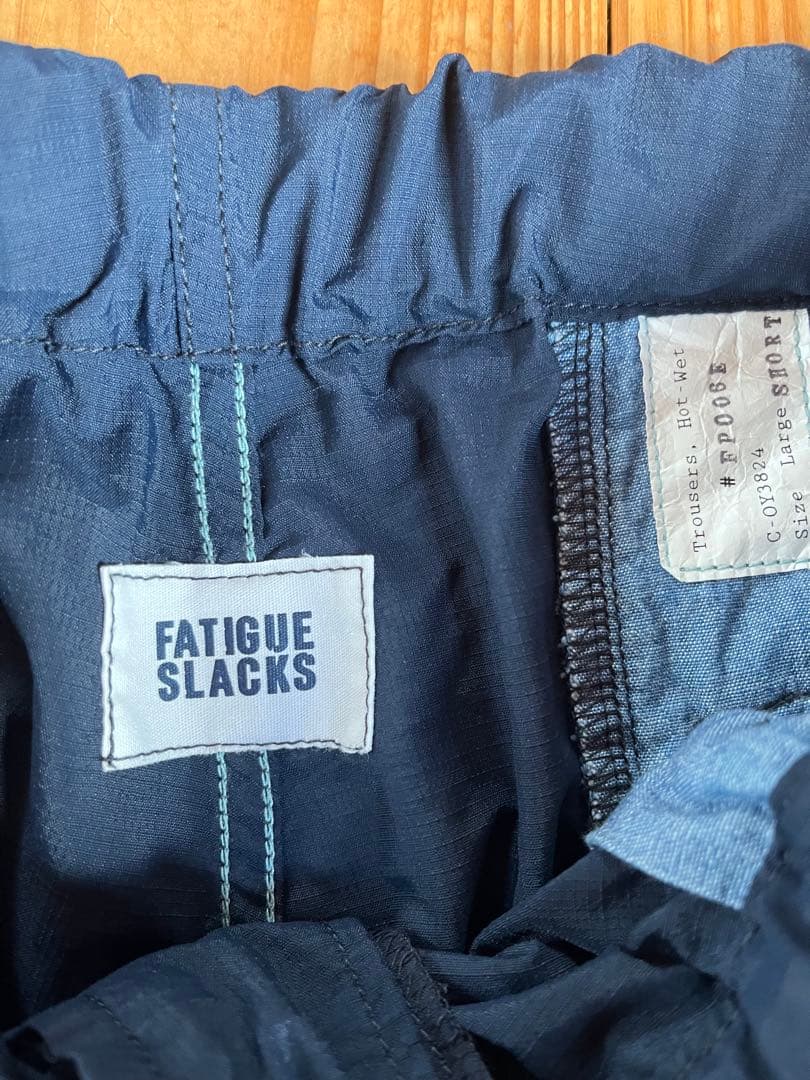 FATIGUE
SLACKS
Trousers, Hot-Wet
# FP006E
C-OY3824
Size Large SHORT